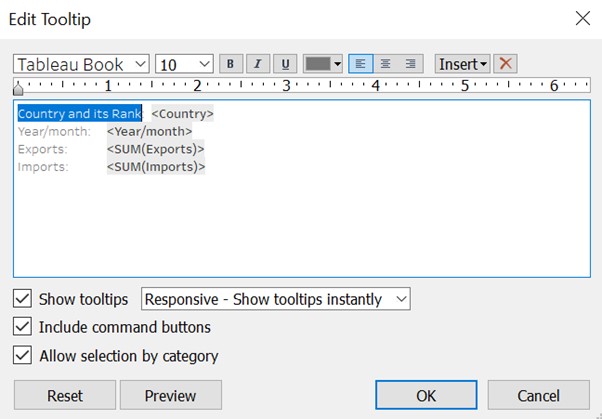 Edit Tooltip
Tableau Book 10 B I U Insert
1 2 3 4 5 6
Country and its Rank <Country>
Year/month: <Year/month>
Exports: <SUM(Exports)>
Imports: <SUM(Imports)>
Show tooltips Responsive - Show tooltips instantly
Include command buttons
Allow selection by category
Reset Preview OK Cancel